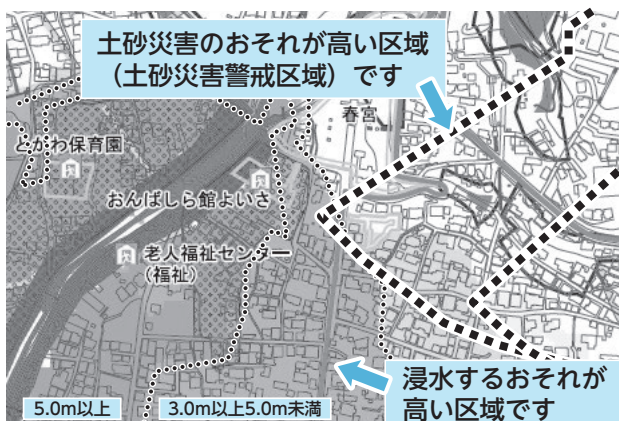 土砂災害のおそれが高い区域
（土砂災害警戒区域）です
春宮
とがわ保育園
おんばしら館よいさ
老人福祉センター
(福祉)
浸水するおそれが
高い区域です
5.0m以上
3.0m以上5.0m未満